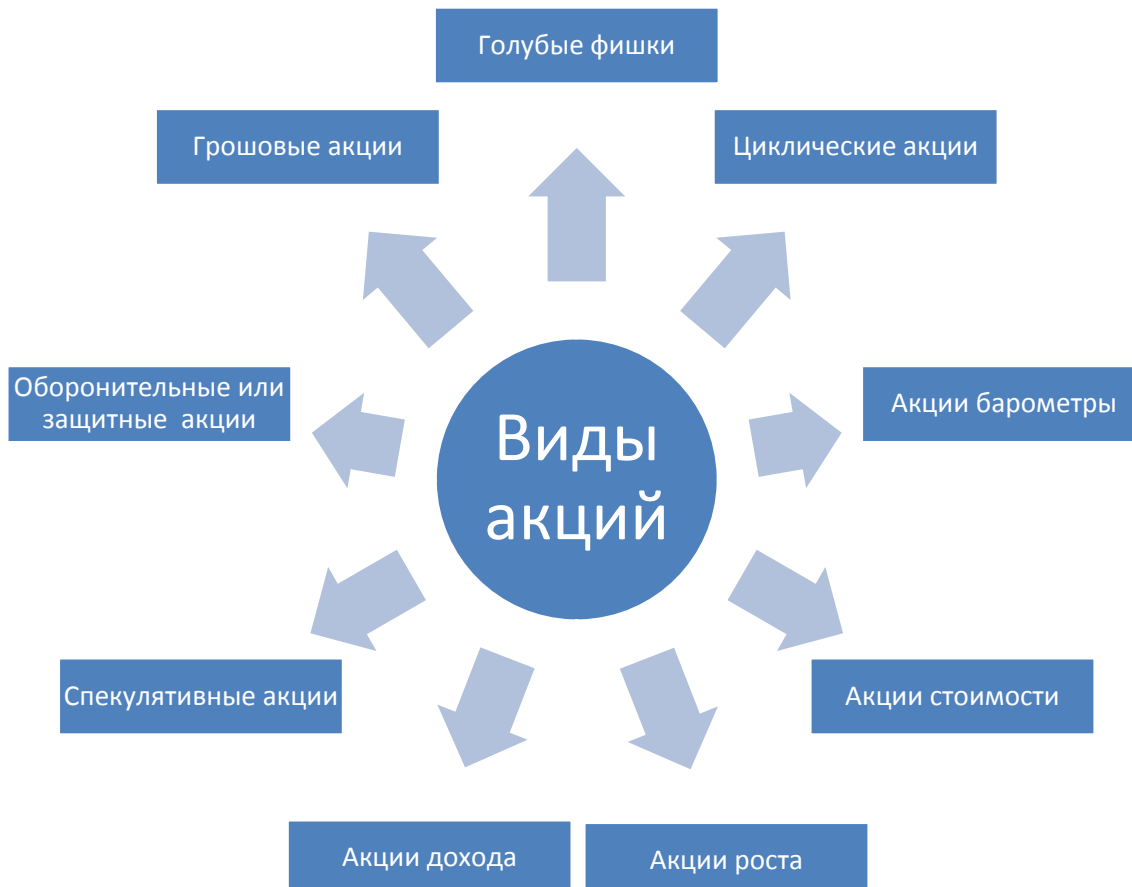 Голубые фишки
Грошовые акции
Циклические акции
Оборонительные или
защитные акции
Акции барометры
Виды
акций
Спекулятивные акции
Акции стоимости
Акции дохода
Акции роста